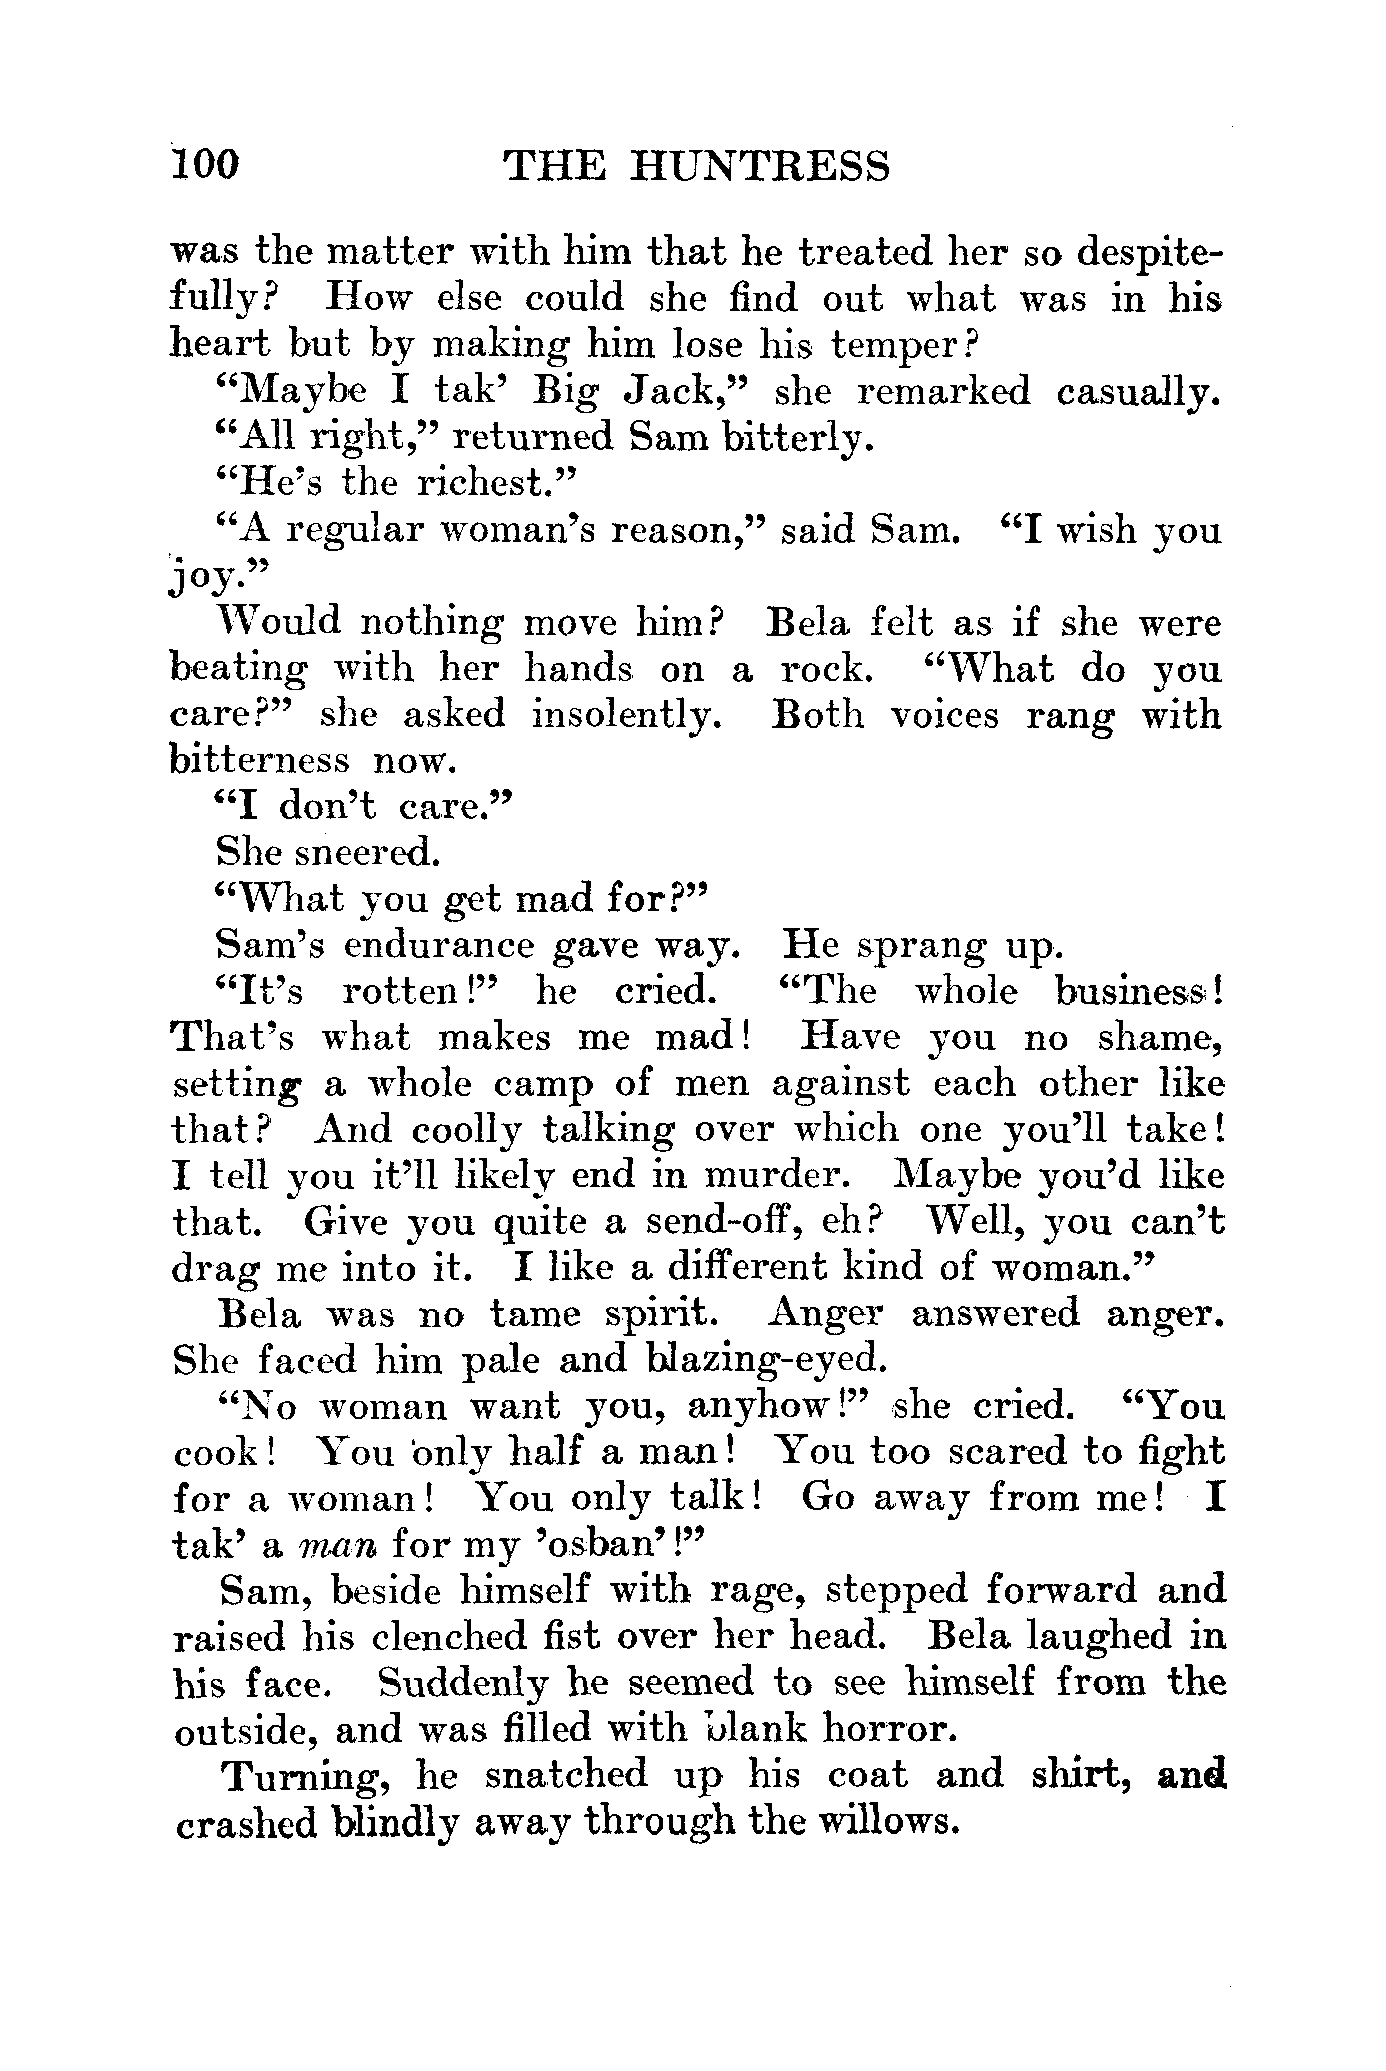 100 THE HUNTRESS
was the matter with him that he treated her so despite-
fully? How else could she find out what was in his
heart but by making him lose his temper?
“Maybe I tak’ Big Jack,” she remarked casually.
“All right,” returned Sam bitterly.
“He’s the richest.”
“A regular woman’s reason,” said Sam. “I wish you
joy.”
Would nothing move him? Bela felt as if she were
beating with her hands on a rock. “What do you
care?” she asked insolently. Both voices rang with
bitterness now.
“I don’t care.”
She sneered.
“What you get mad for?”
Sam’s endurance gave way. He sprang up.
“It’s rotten!” he cried. “The whole business!
That’s what makes me mad! Have you no shame,
setting a whole camp of men against each other like
that? And coolly talking over which one you’ll take!
I tell you it’ll likely end in murder. Maybe you’d like
that. Give you quite a send-off, eh? Well, you can’t
drag me into it. I like a different kind of woman.”
Bela was no tame spirit. Anger answered anger.
She faced him pale and blazing-eyed.
“No woman want you, anyhow!” she cried. “You
cook! You only half a man! You too scared to fight
for a woman! You only talk! Go away from me! I
tak’ a man for my ’osban’!”
Sam, beside himself with rage, stepped forward and
raised his clenched fist over her head. Bela laughed in
his face. Suddenly he seemed to see himself from the
outside, and was filled with blank horror.
Turning, he snatched up his coat and shirt, and
crashed blindly away through the willows.